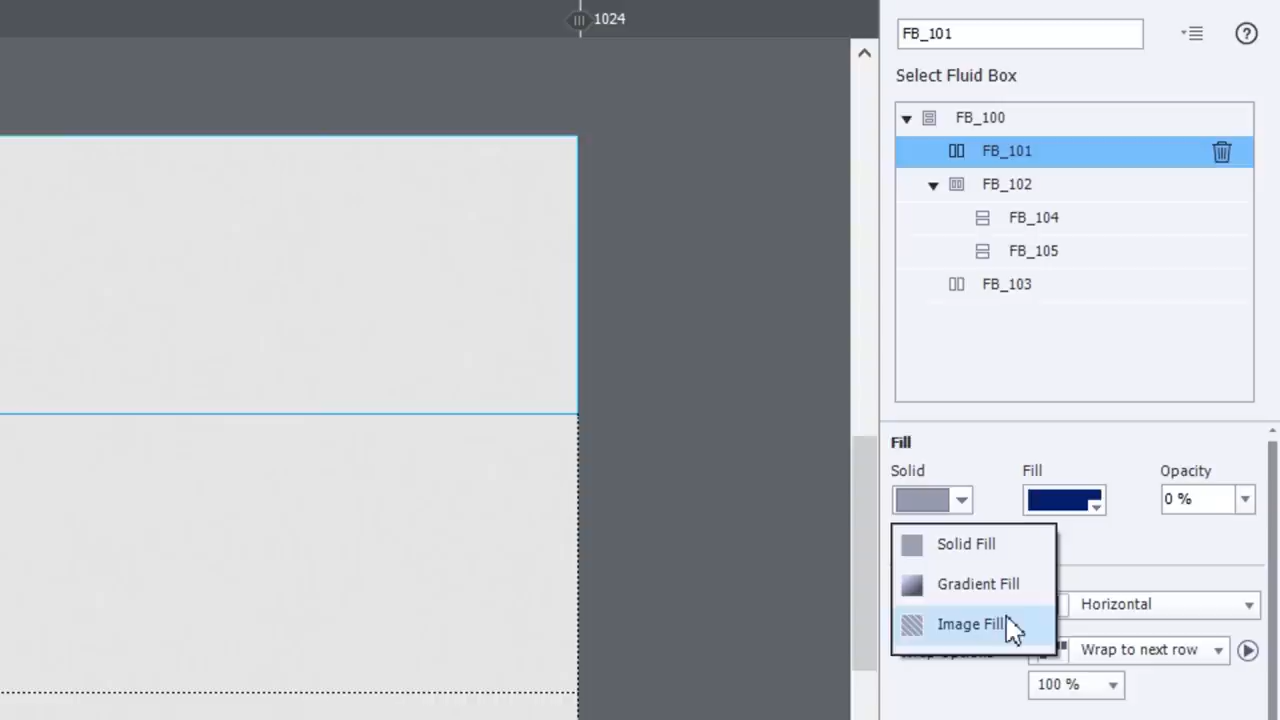 1024
FB_101
?
Select Fluid Box
FB_100
FB_101
FB_102
FB_104
FB_105
FB_103
Fill
Solid
Fill
Opacity
0 %
Solid Fill
Gradient Fill
Image Fill
Horizontal
Wrap to next row
100 %